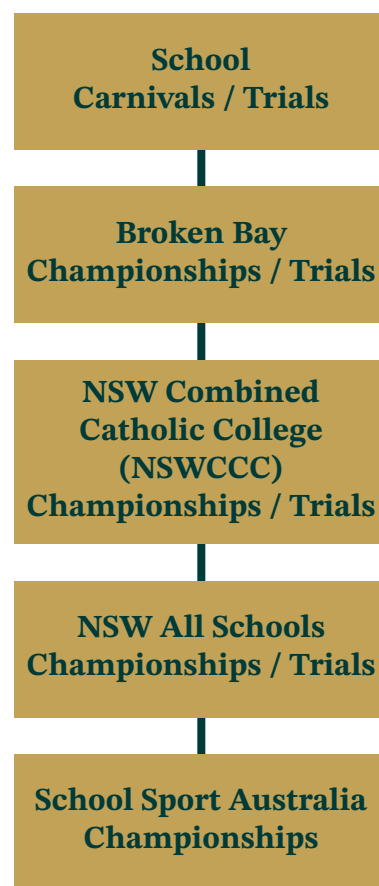 School
Carnivals / Trials
Broken Bay
Championships / Trials
NSW Combined
Catholic College
(NSWCCC)
Championships / Trials
NSW All Schools
Championships / Trials
School Sport Australia
Championships